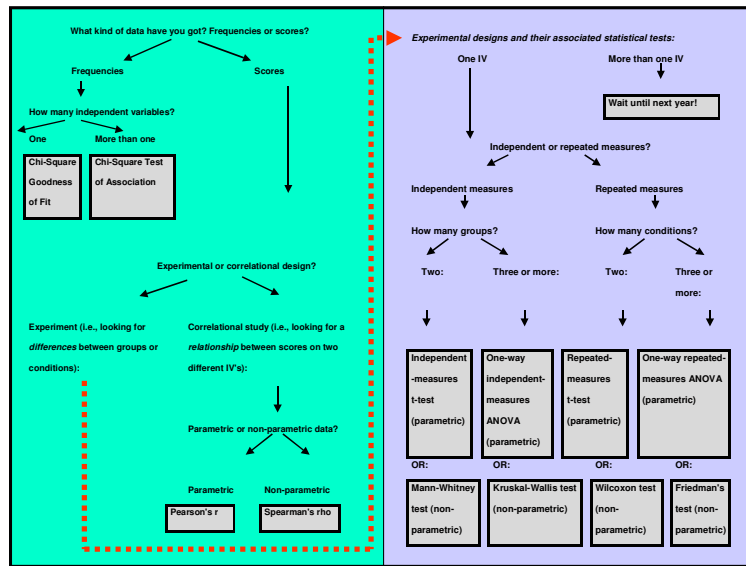 What kind of data have you got? Frequencies or scores?
Frequencies
Scores
How many independent variables?
One
More than one
Chi-Square
Goodness
of Fit
Chi-Square Test
of Association
Experimental or correlational design?
Experiment (i.e., looking for
differences between groups or
conditions):
Correlational study (i.e., looking for a
relationship between scores on two
different IV's):
Parametric or non-parametric data?
Parametric
Non-parametric
Pearson's r
Spearman's rho
Experimental designs and their associated statistical tests:
One IV
More than one IV
Wait until next year!
Independent or repeated measures?
Independent measures
Repeated measures
How many groups?
How many conditions?
Two:
Three or more:
Two:
Three or
more:
Independent
-measures
t-test
(parametric)
One-way
independent-
measures
ANOVA
(parametric)
Repeated-
measures
t-test
(parametric)
One-way repeated-
measures ANOVA
(parametric)
OR:
OR:
OR:
OR:
Mann-Whitney
test (non-
parametric)
Kruskal-Wallis test
(non-parametric)
Wilcoxon test
(non-
parametric)
Friedman's
test (non-
parametric)